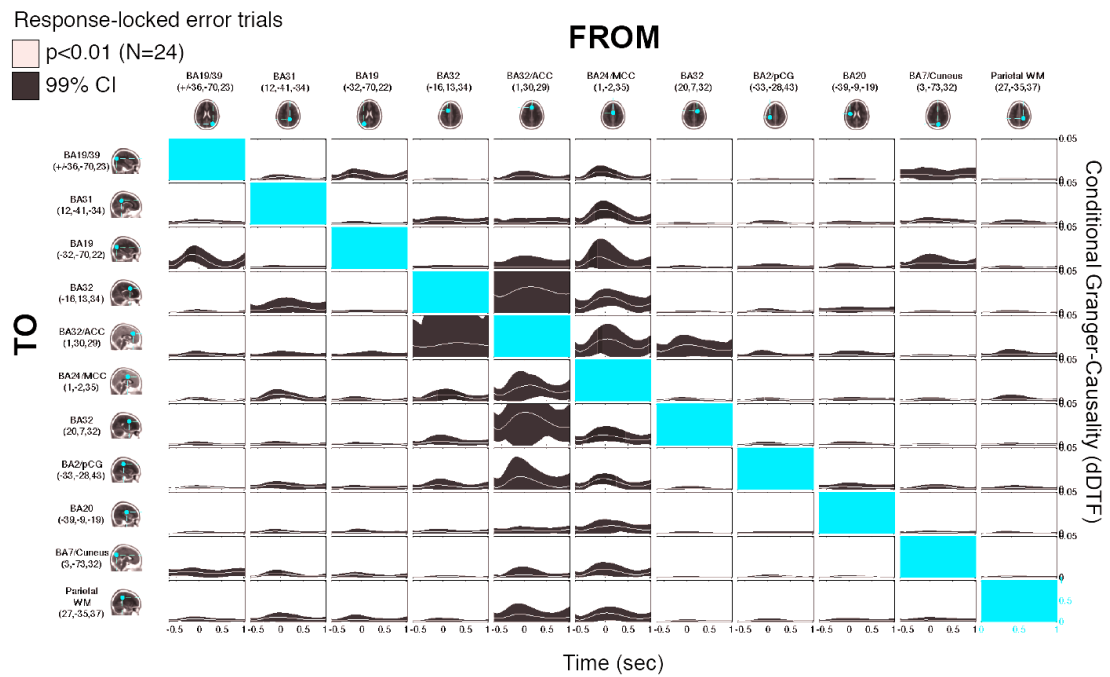 Response-locked error trials
p<0.01 (N=24)
99% CI
FROM
BA19/39 BA31 BA19 BA32 BA32/ACC BA24/MCC BA32 BA2/pCG BA20 BA7/Cuneus Parietal WM
(+/-36,-70,23) (12,-41,-34) (-32,-70,22) (-16,13,34) (1,30,29) (1,-2,35) (20,7,32) (-33,-28,43) (-39,-9,-19) (3,-73,32) (27,-35,37)
TO
BA19/39
(+/-36,-70,23)
BA31
(12,-41,-34)
BA19
(-32,-70,22)
BA32
(-16,13,34)
BA32/ACC
(1,30,29)
BA24/MCC
(1,-2,35)
BA32
(20,7,32)
BA2/pCG
(-33,-28,43)
BA20
(-39,-9,-19)
BA7/Cuneus
(3,-73,32)
Parietal
WM
(27,-35,37)
0.05
0.05
0.05
0.05
0.05
0.05
0.05
0.05
0.05
0.05
1
0.5
0 0.5 1
Conditional Granger-Causality (dDTF)
-0.5 0 0.5 1 -0.5 0 0.5 1 -0.5 0 0.5 1 -0.5 0 0.5 1 -0.5 0 0.5 1 -0.5 0 0.5 1 -0.5 0 0.5 1 -0.5 0 0.5 1 -0.5 0 0.5 1 -0.5 0 0.5 1
Time (sec)